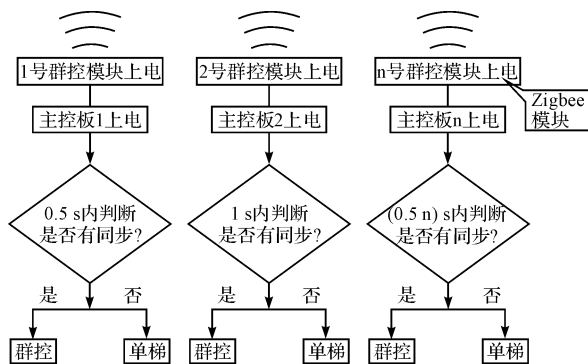 1号群控模块上电
2号群控模块上电
n号群控模块上电
Zigbee
模块
主控板1上电
主控板2上电
主控板n上电
0.5 s内判断
是否有同步?
1 s内判断
是否有同步?
(0.5 n) s内判断
是否有同步?
是
否
是
否
是
否
群控
单梯
群控
单梯
群控
单梯